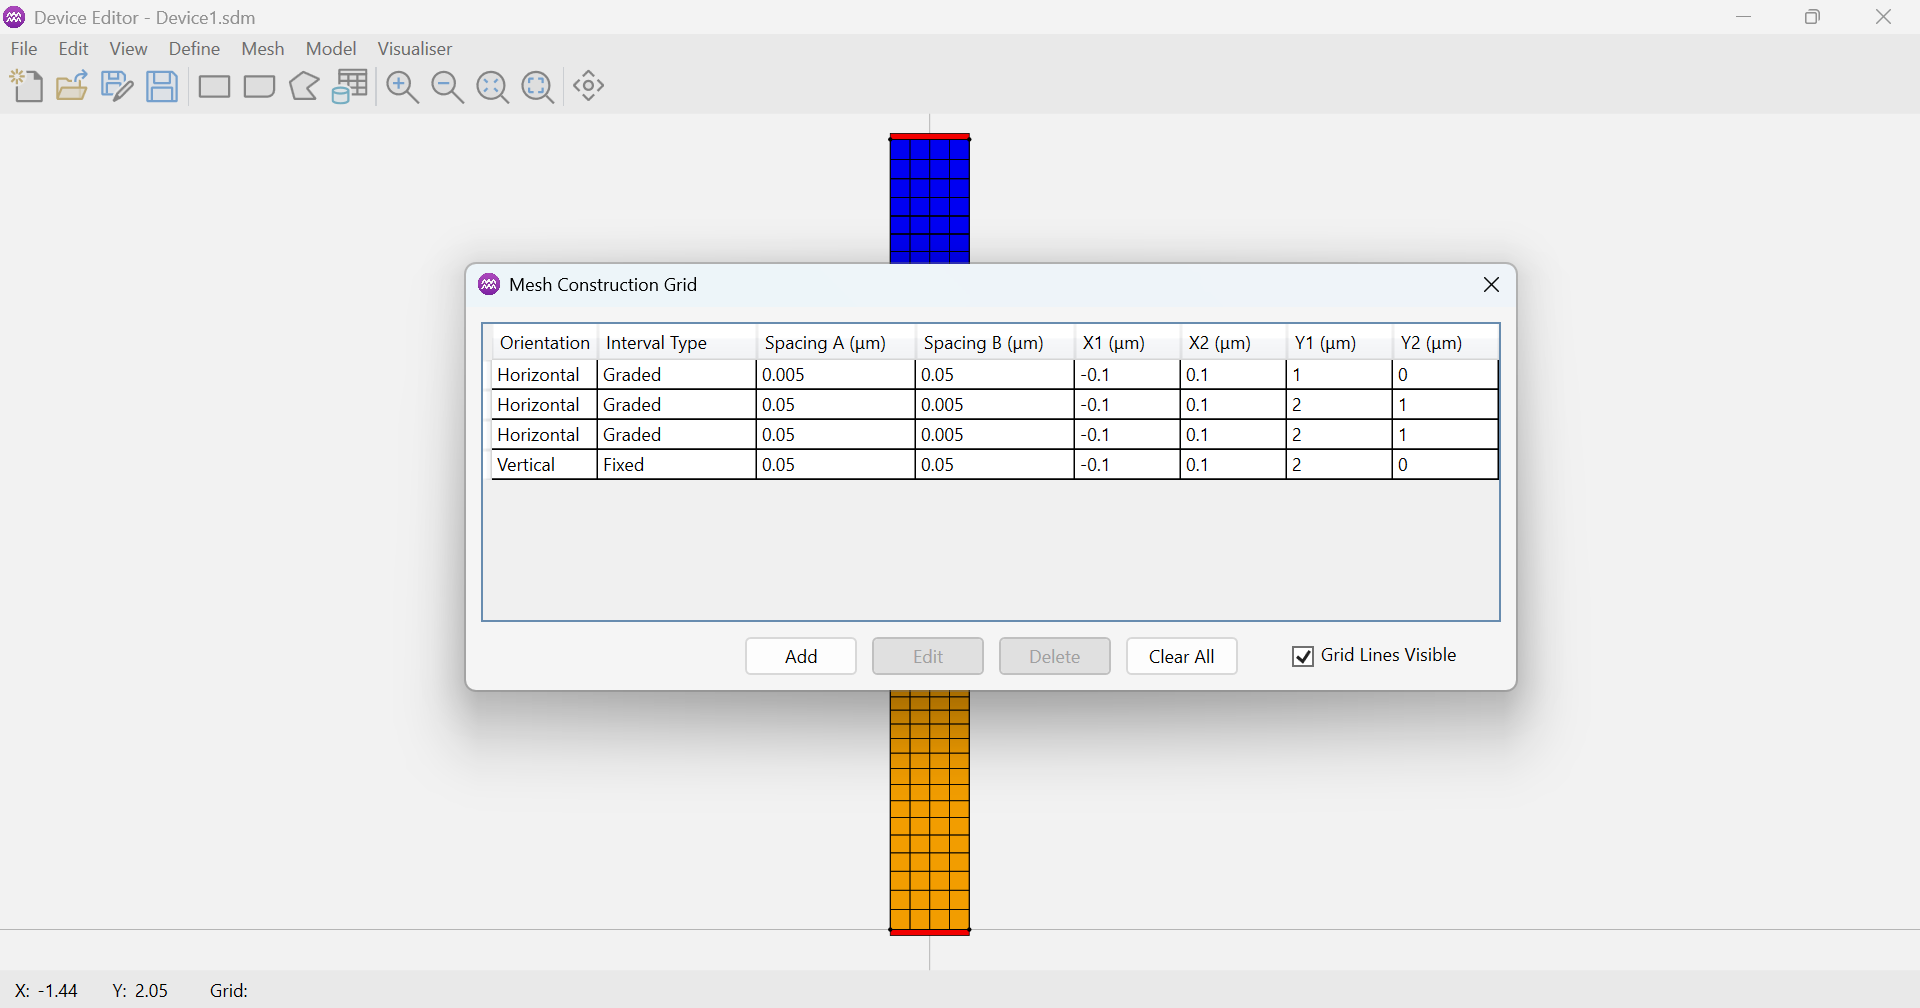 Device Editor - Device1.sdm
File Edit View Define Mesh Model Visualiser
Mesh Construction Grid
Orientation Interval Type Spacing A (µm) Spacing B (µm) X1 (µm) X2 (µm) Y1 (µm) Y2 (µm)
Horizontal Graded 0.005 0.05 -0.1 0.1 1 0
Horizontal Graded 0.05 0.005 -0.1 0.1 2 1
Horizontal Graded 0.05 0.005 -0.1 0.1 2 1
Vertical Fixed 0.05 0.05 -0.1 0.1 2 0
Add Edit Delete Clear All Grid Lines Visible
X: -1.44 Y: 2.05 Grid: